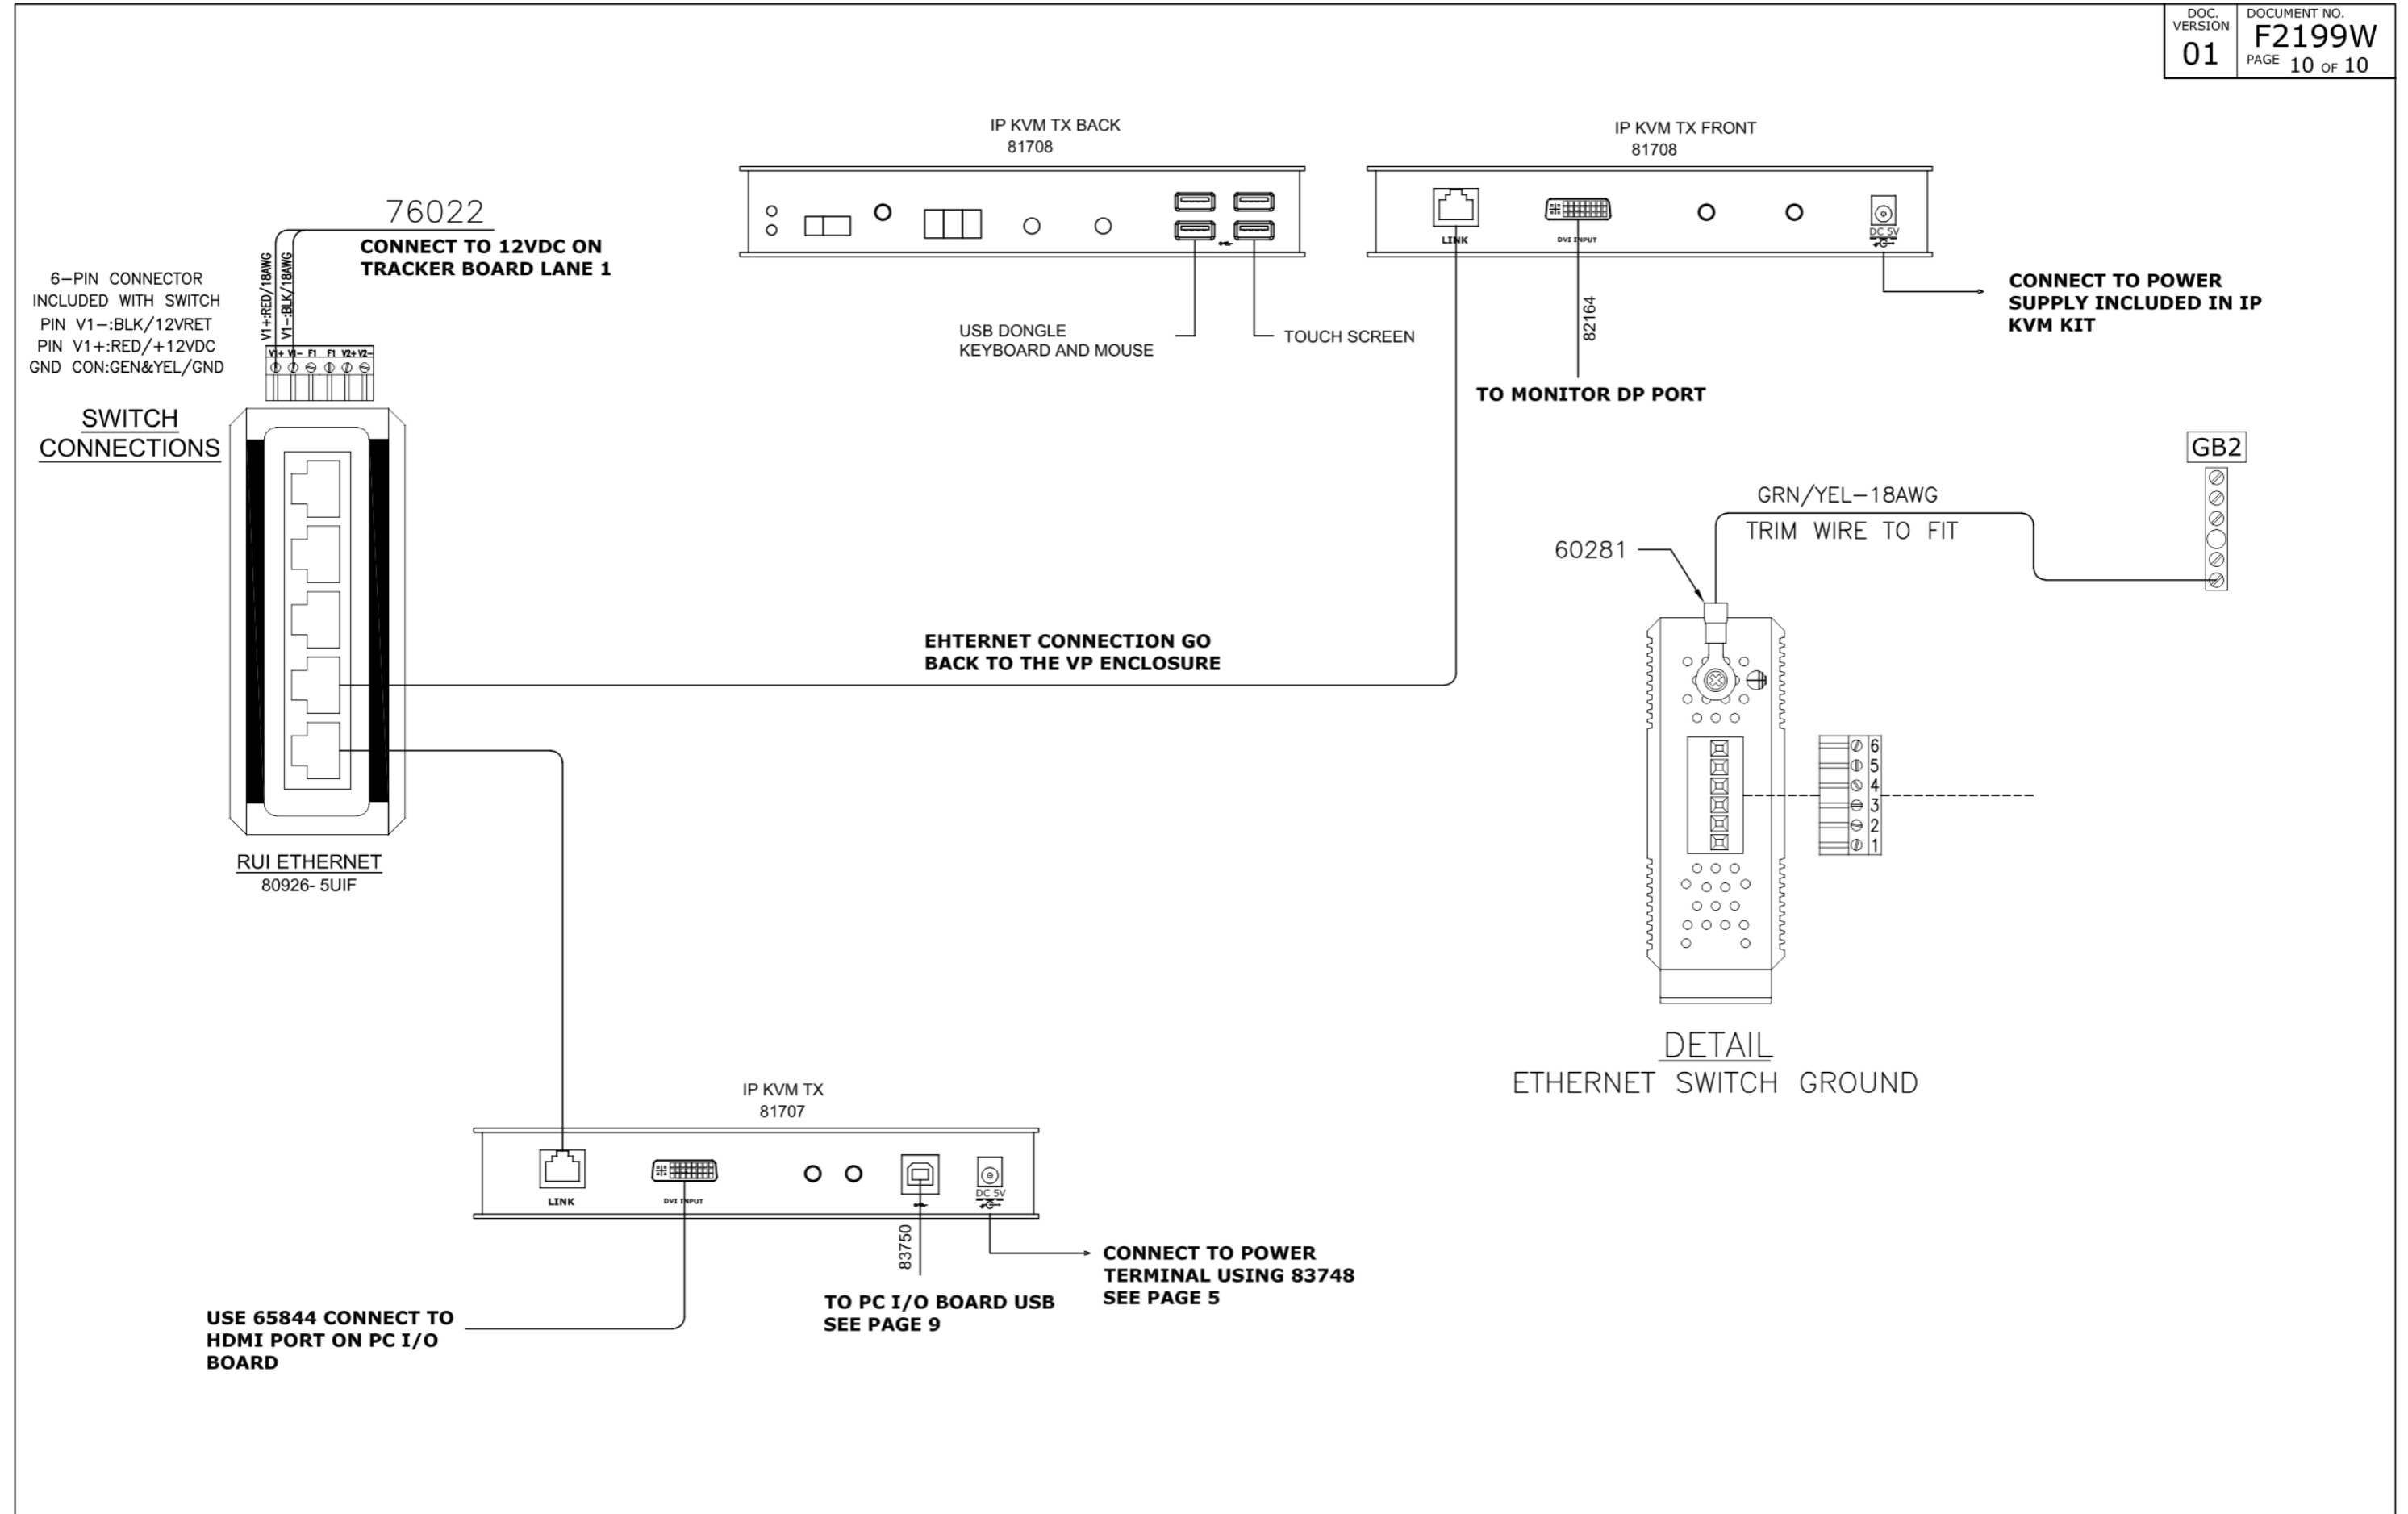 DOC.
VERSION
01
DOCUMENT NO.
F2199W
PAGE 10 OF 10
IP KVM TX BACK
81708
IP KVM TX FRONT
81708
76022
CONNECT TO 12VDC ON
TRACKER BOARD LANE 1
6-PIN CONNECTOR
INCLUDED WITH SWITCH
PIN V1-:BLK/12VRET
PIN V1+:RED/+12VDC
GND CON:GEN&YEL/GND
V1+:RED/18AWG
V1-:BLK/18AWG
V1+ V1- F1 F1 V2+ V2-
SWITCH
CONNECTIONS
RUI ETHERNET
80926- 5UIF
USB DONGLE
KEYBOARD AND MOUSE
TOUCH SCREEN
LINK
DVI INPUT
DC 5V
82164
TO MONITOR DP PORT
CONNECT TO POWER
SUPPLY INCLUDED IN IP
KVM KIT
EHTERNET CONNECTION GO
BACK TO THE VP ENCLOSURE
GB2
GRN/YEL-18AWG
TRIM WIRE TO FIT
60281
6
5
4
3
2
1
DETAIL
ETHERNET SWITCH GROUND
IP KVM TX
81707
LINK
DVI INPUT
DC 5V
83750
CONNECT TO POWER
TERMINAL USING 83748
SEE PAGE 5
TO PC I/O BOARD USB
SEE PAGE 9
USE 65844 CONNECT TO
HDMI PORT ON PC I/O
BOARD